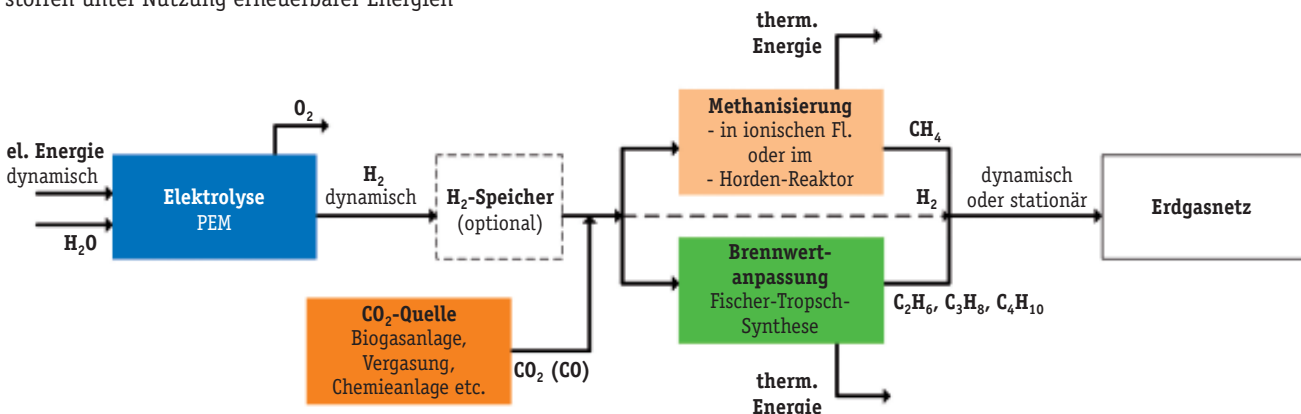 stoffen unter Nutzung erneuerbarer Energien
therm.
Energie
O₂
el. Energie
dynamisch
H₂O
Elektrolyse
PEM
H₂
dynamisch
H₂-Speicher
(optional)
CO₂-Quelle
Biogasanlage,
Vergasung,
Chemieanlage etc.
CO₂ (CO)
Methanisierung
- in ionischen Fl.
oder im
- Horden-Reaktor
CH₄
H₂
Brennwert-
anpassung
Fischer-Tropsch-
Synthese
C₂H₆, C₃H₈, C₄H₁₀
therm.
Energie
dynamisch
oder stationär
Erdgasnetz